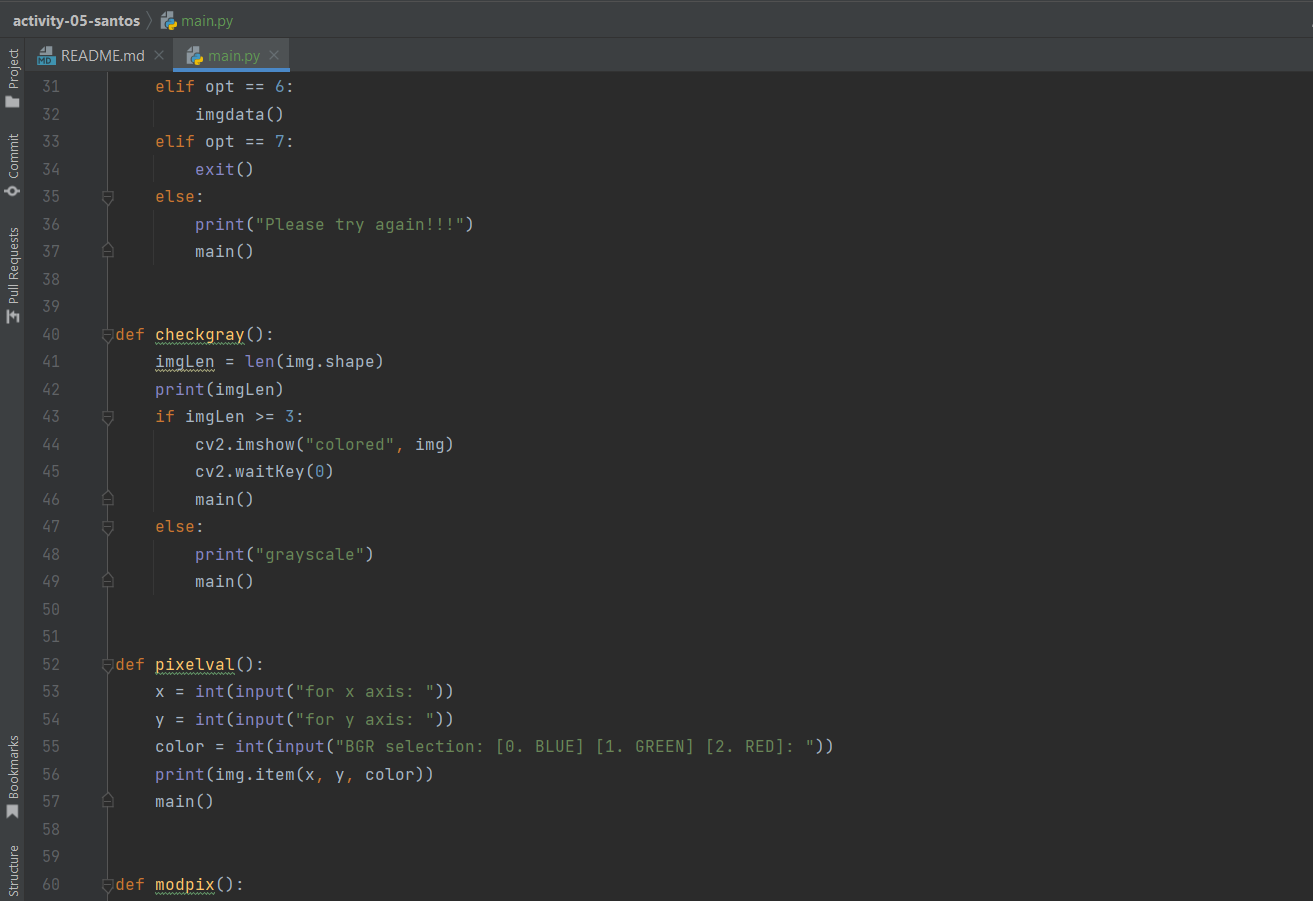 activity-05-santos main.py
README.md main.py
Project
Commit
Pull Requests
Bookmarks
Structure
31 elif opt == 6:
32 imgdata()
33 elif opt == 7:
34 exit()
35 else:
36 print("Please try again!!!")
37 main()
38
39
40 def checkgray():
41 imgLen = len(img.shape)
42 print(imgLen)
43 if imgLen >= 3:
44 cv2.imshow("colored", img)
45 cv2.waitKey(0)
46 main()
47 else:
48 print("grayscale")
49 main()
50
51
52 def pixelval():
53 x = int(input("for x axis: "))
54 y = int(input("for y axis: "))
55 color = int(input("BGR selection: [0. BLUE] [1. GREEN] [2. RED]: "))
56 print(img.item(x, y, color))
57 main()
58
59
60 def modpix():